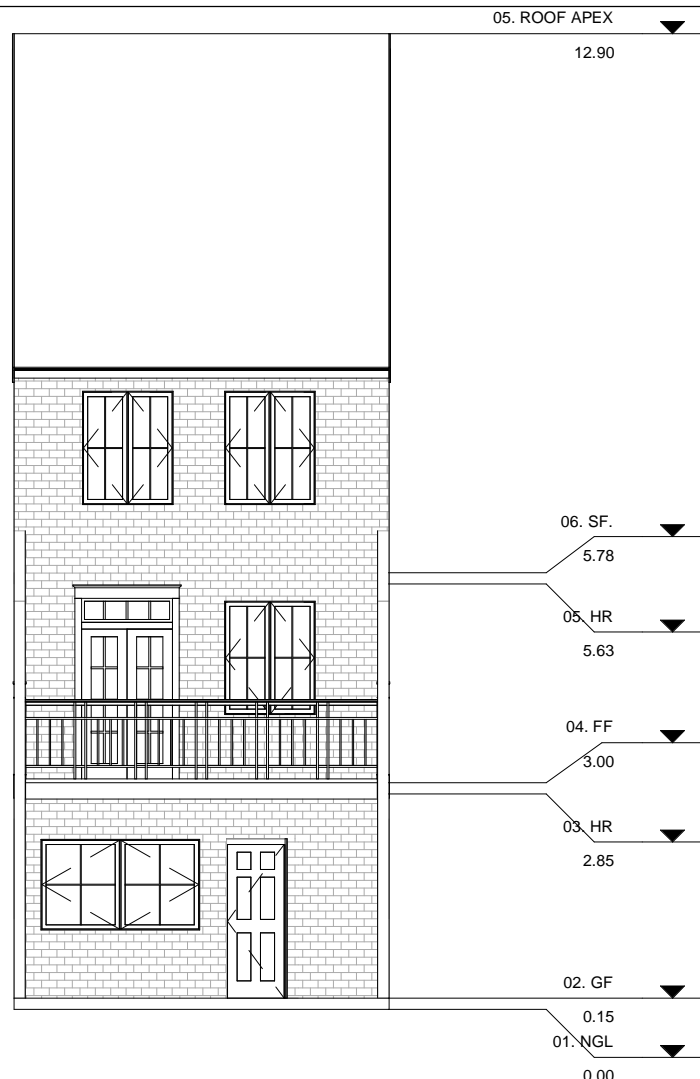 05. ROOF APEX
12.90
06. SF.
5.78
05. HR
5.63
04. FF
3.00
03. HR
2.85
02. GF
0.15
01. NGL
0.00